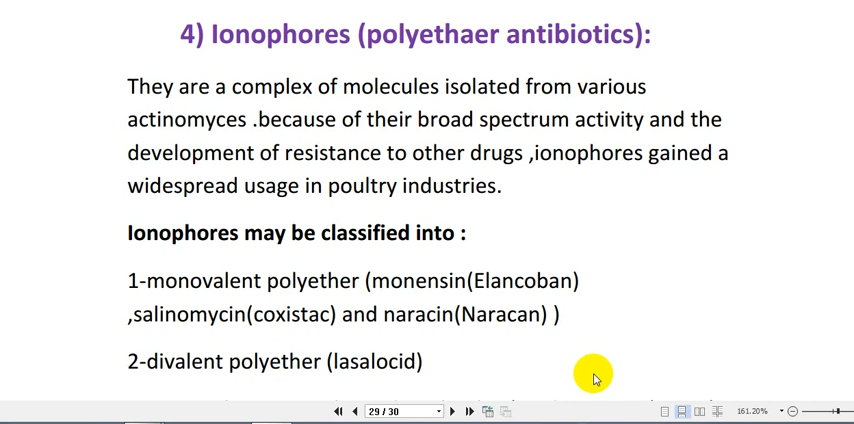 4) Ionophores (polyethaer antibiotics):
They are a complex of molecules isolated from various
actinomyces .because of their broad spectrum activity and the
development of resistance to other drugs ,ionophores gained a
widespread usage in poultry industries.
Ionophores may be classified into :
1-monovalent polyether (monensin(Elancoban)
,salinomycin(coxistac) and naracin(Naracan) )
2-divalent polyether (lasalocid)
29 / 30
161.20%